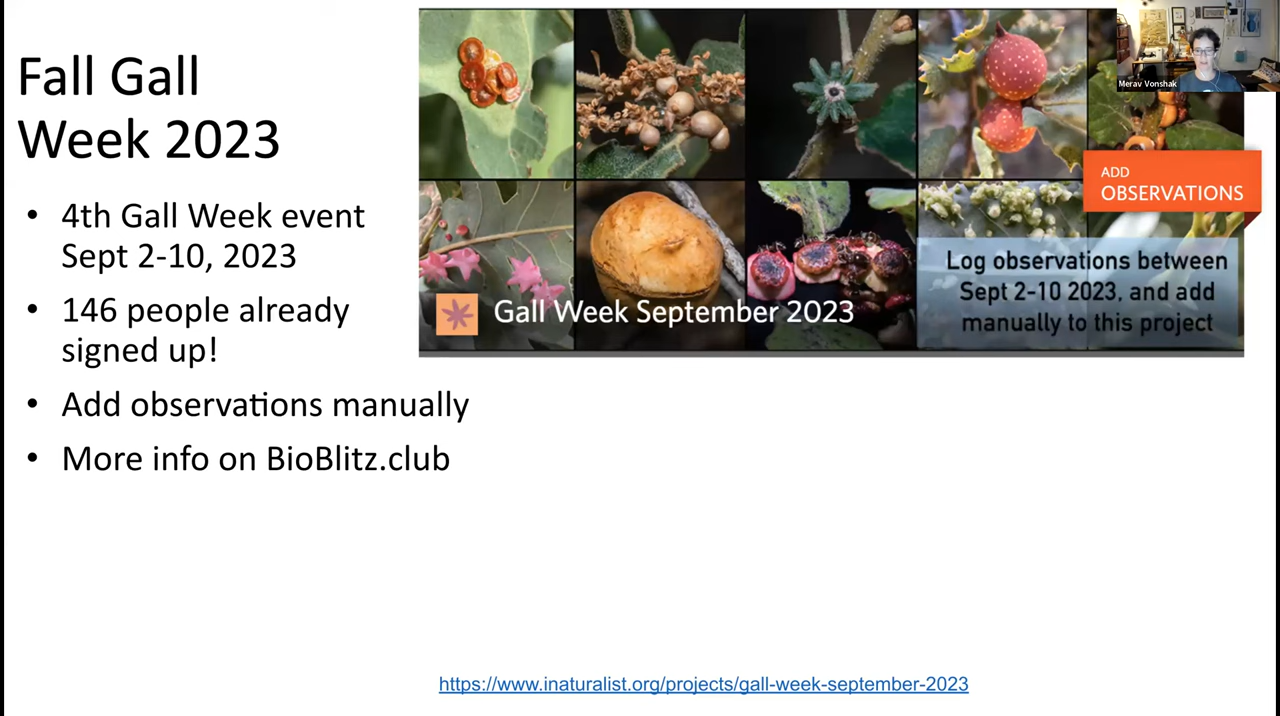 Fall Gall
Week 2023
• 4th Gall Week event
Sept 2-10, 2023
• 146 people already
signed up!
• Add observations manually
• More info on BioBlitz.club
Merav Vonshak
ADD
OBSERVATIONS
Log observations between
Sept 2-10 2023, and add
manually to this project
Gall Week September 2023
https://www.inaturalist.org/projects/gall-week-september-2023